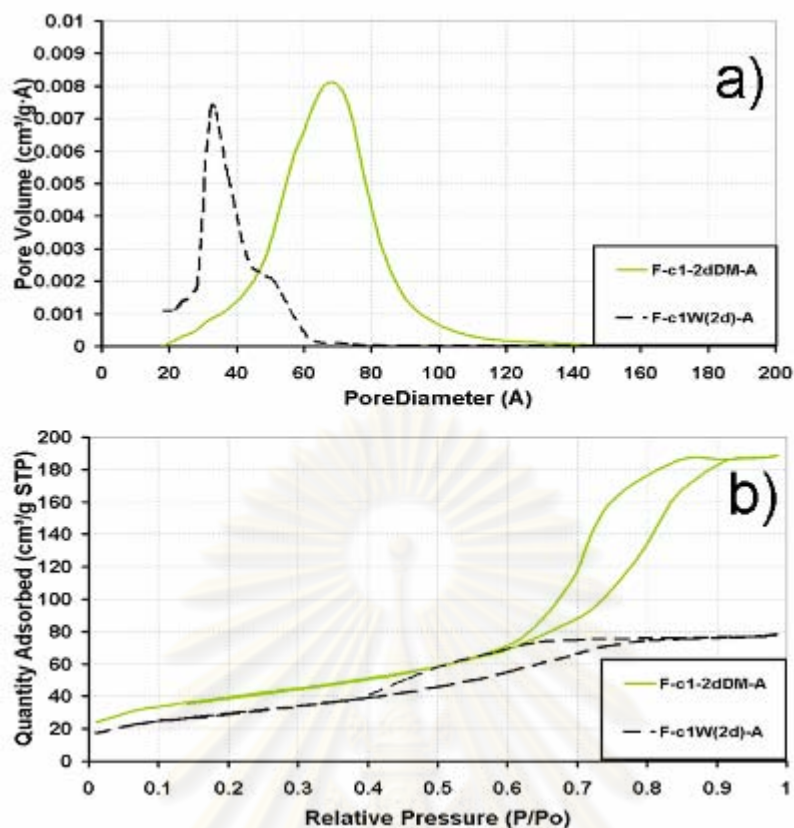 0.01
0.009
0.008
0.007
0.006
0.005
0.004
0.003
0.002
0.001
0
Pore Volume (cm³/g·A)
a)
F-c1-2dDM-A
F-c1W(2d)-A
0 20 40 60 80 100 120 140 160 180 200
PoreDiameter (A)
200
180
160
140
120
100
80
60
40
20
0
Quantity Adsorbed (cm³/g STP)
b)
F-c1-2dDM-A
F-c1W(2d)-A
0 0.1 0.2 0.3 0.4 0.5 0.6 0.7 0.8 0.9 1
Relative Pressure (P/Po)